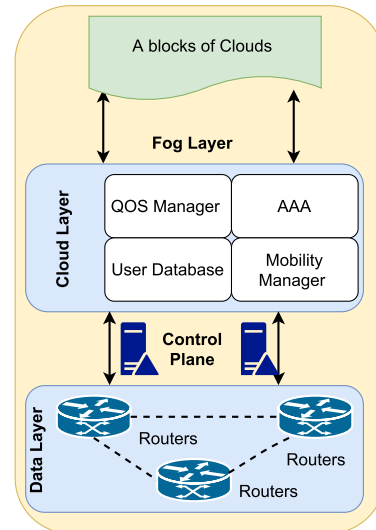 A blocks of Clouds
Fog Layer
Cloud Layer
QOS Manager
AAA
User Database
Mobility
Manager
Control
Plane
Data Layer
Routers
Routers
Routers